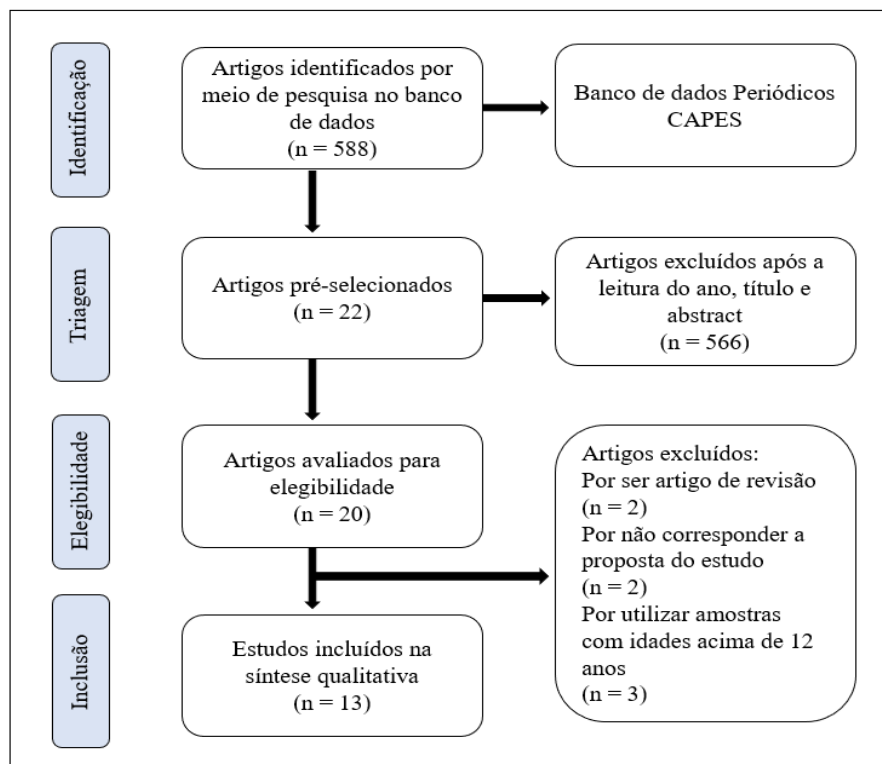 Identificação
Artigos identificados por
meio de pesquisa no banco
de dados
(n = 588)
Banco de dados Periódicos
CAPES
Triagem
Artigos pré-selecionados
(n = 22)
Artigos excluídos após a
leitura do ano, título e
abstract
(n = 566)
Elegibilidade
Artigos avaliados para
elegibilidade
(n = 20)
Artigos excluídos:
Por ser artigo de revisão
(n = 2)
Por não corresponder a
proposta do estudo
(n = 2)
Por utilizar amostras
com idades acima de 12
anos
(n = 3)
Inclusão
Estudos incluídos na
síntese qualitativa
(n = 13)